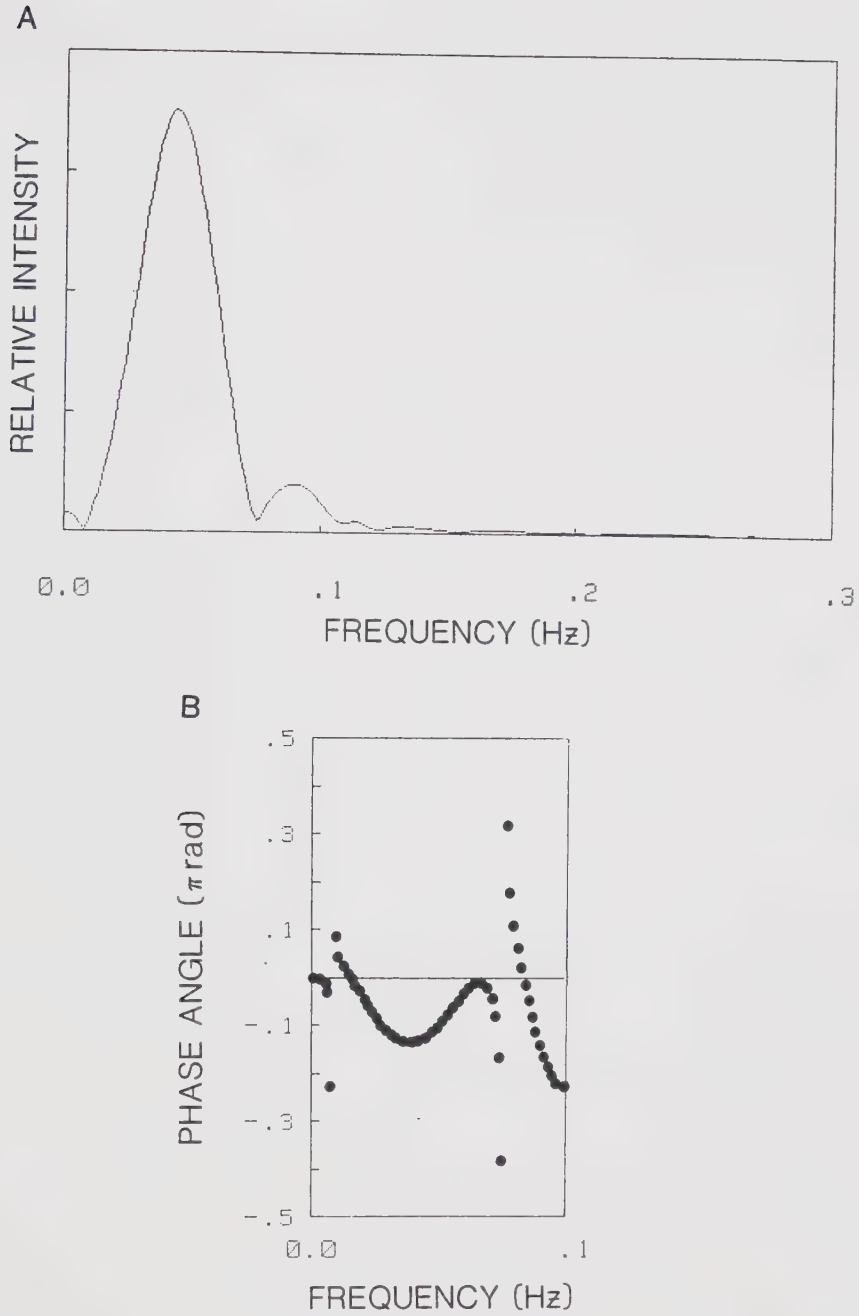 A
RELATIVE INTENSITY
0.0 .1 .2 .3
FREQUENCY (Hz)
B
PHASE ANGLE (π rad)
.5
.3
.1
-.1
-.3
-.5
0.0 .1
FREQUENCY (Hz)